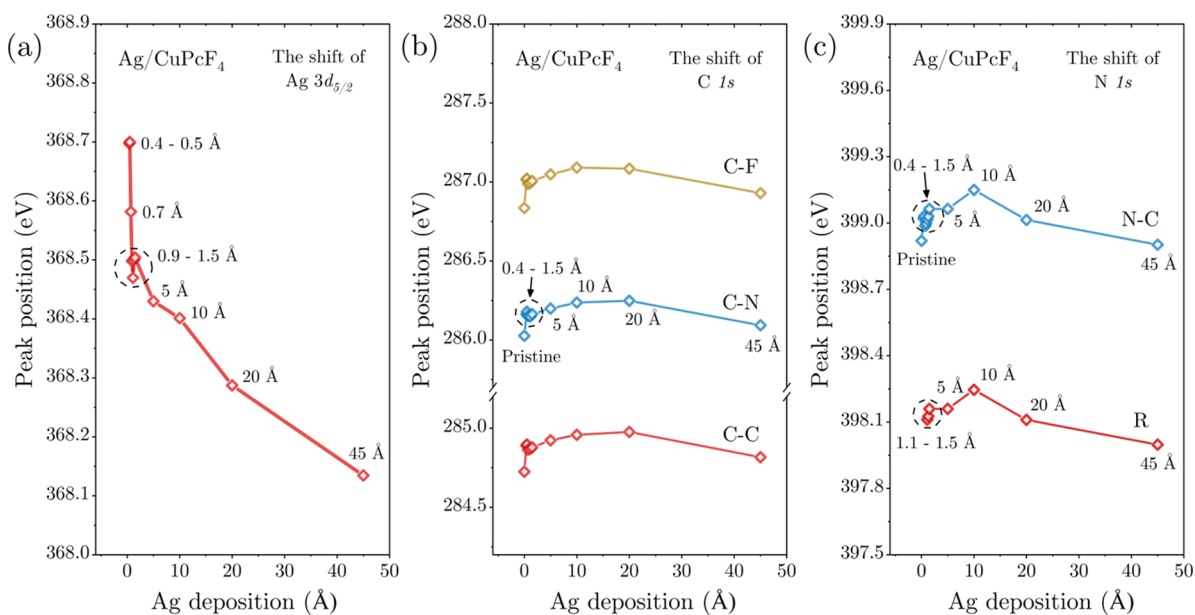 (a)
Ag/CuPcF4
The shift of
Ag 3d5/2
368.9
368.8
368.7
368.6
368.5
368.4
368.3
368.2
368.1
368.0
Peak position (eV)
0.4 - 0.5 Å
0.7 Å
0.9 - 1.5 Å
5 Å
10 Å
20 Å
45 Å
0 10 20 30 40 50
Ag deposition (Å)
(b)
Ag/CuPcF4
The shift of
C 1s
288.0
287.5
287.0
286.5
286.0
285.0
284.5
Peak position (eV)
C-F
0.4 - 1.5 Å
10 Å
C-N
5 Å
20 Å
Pristine
45 Å
C-C
0 10 20 30 40 50
Ag deposition (Å)
(c)
Ag/CuPcF4
The shift of
N 1s
399.9
399.6
399.3
399.0
398.7
398.4
398.1
397.8
397.5
Peak position (eV)
0.4 - 1.5 Å
10 Å
5 Å
20 Å
N-C
Pristine
45 Å
5 Å
10 Å
20 Å
R
1.1 - 1.5 Å
45 Å
0 10 20 30 40 50
Ag deposition (Å)